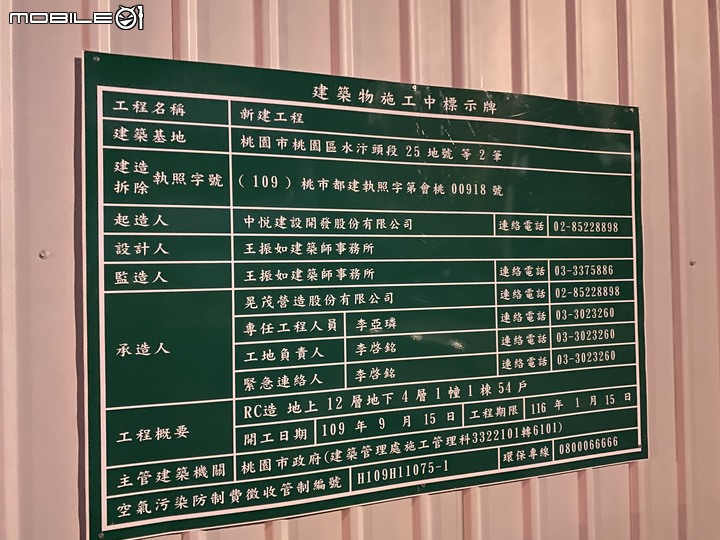 MOBILE01
建築物施工中標示牌
工程名稱 新建工程
建築基地 桃園市桃園區水汴頭段 25 地號 等 2 筆
建造
拆除 執照字號 (109) 桃市都建執照字第會桃 00918 號
起造人 中悦建設開發股份有限公司 連絡電話 02-85228898
設計人 王振如建築師事務所
監造人 王振如建築師事務所 連絡電話 03-3375886
承造人 晃茂營造股份有限公司 連絡電話 02-85228898
專任工程人員 李亞璘 連絡電話 03-3023260
工地負責人 李啓銘 連絡電話 03-3023260
緊急連絡人 李啓銘 連絡電話 03-3023260
工程概要 RC造 地上 12 層地下 4 層 1 幢 1 棟 54 戶
開工日期 109 年 9 月 15 日 工程期限 116 年 1 月 15 日
主管建築機關 桃園市政府(建築管理處施工管理科3322101轉6101)
空氣污染防制費徵收管制編號 H109H11075-1 環保專線 0800066666